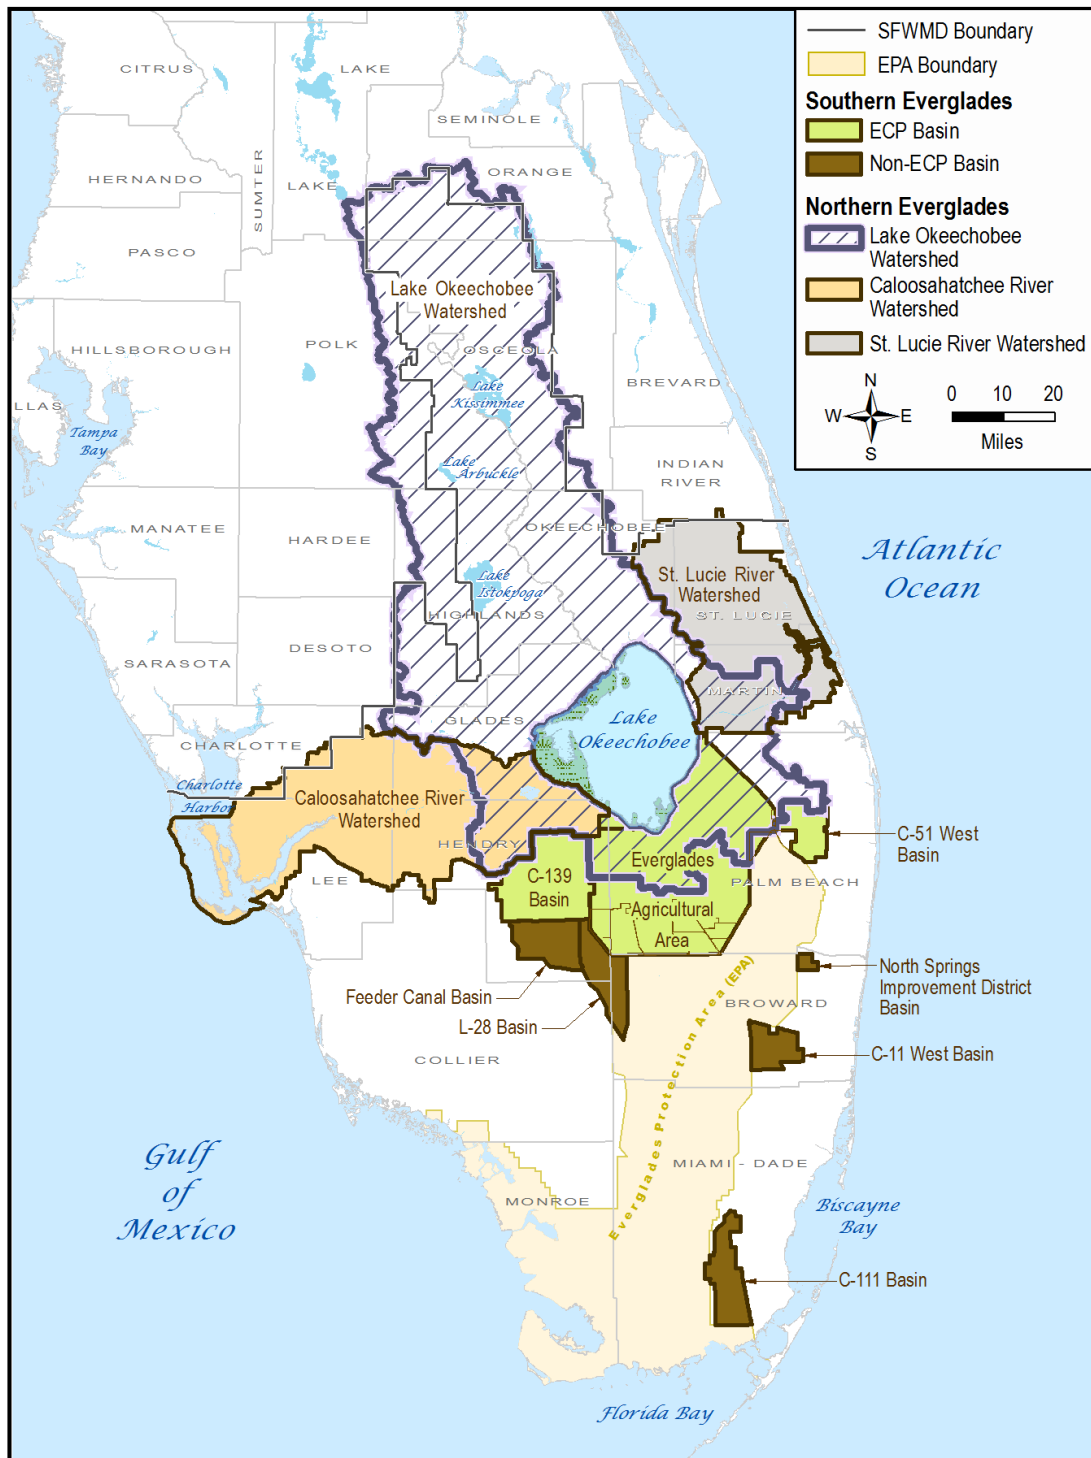 SFWMD Boundary
EPA Boundary
Southern Everglades
ECP Basin
Non-ECP Basin
Northern Everglades
Lake Okeechobee
Watershed
Caloosahatchee River
Watershed
St. Lucie River Watershed
N
W E
S
0 10 20
Miles
CITRUS
LAKE
SEMINOLE
HERNANDO
SUMTER
LAKE
ORANGE
PASCO
Lake Okeechobee
Watershed
HILLSBOROUGH
POLK
OSCEOLA
BREVARD
Lake
Kissimmee
LLAS
Tampa
Bay
Lake
Arbuckle
INDIAN
RIVER
MANATEE
HARDEE
OKEECHOBEE
Atlantic
Ocean
Lake
Istokpoga
St. Lucie River
Watershed
HIGHLANDS
ST. LUCIE
DESOTO
SARASOTA
MARTIN
GLADES
Lake
Okeechobee
CHARLOTTE
Charlotte
Harbor
Caloosahatchee River
Watershed
HENDRY
C-51 West
Basin
Everglades
Agricultural
Area
C-139
Basin
LEE
PALM BEACH
Feeder Canal Basin
L-28 Basin
North Springs
Improvement District
Basin
BROWARD
C-11 West Basin
COLLIER
Everglades Protection Area (EPA)
Gulf
of
Mexico
MIAMI - DADE
MONROE
Biscayne
Bay
C-111 Basin
Florida Bay